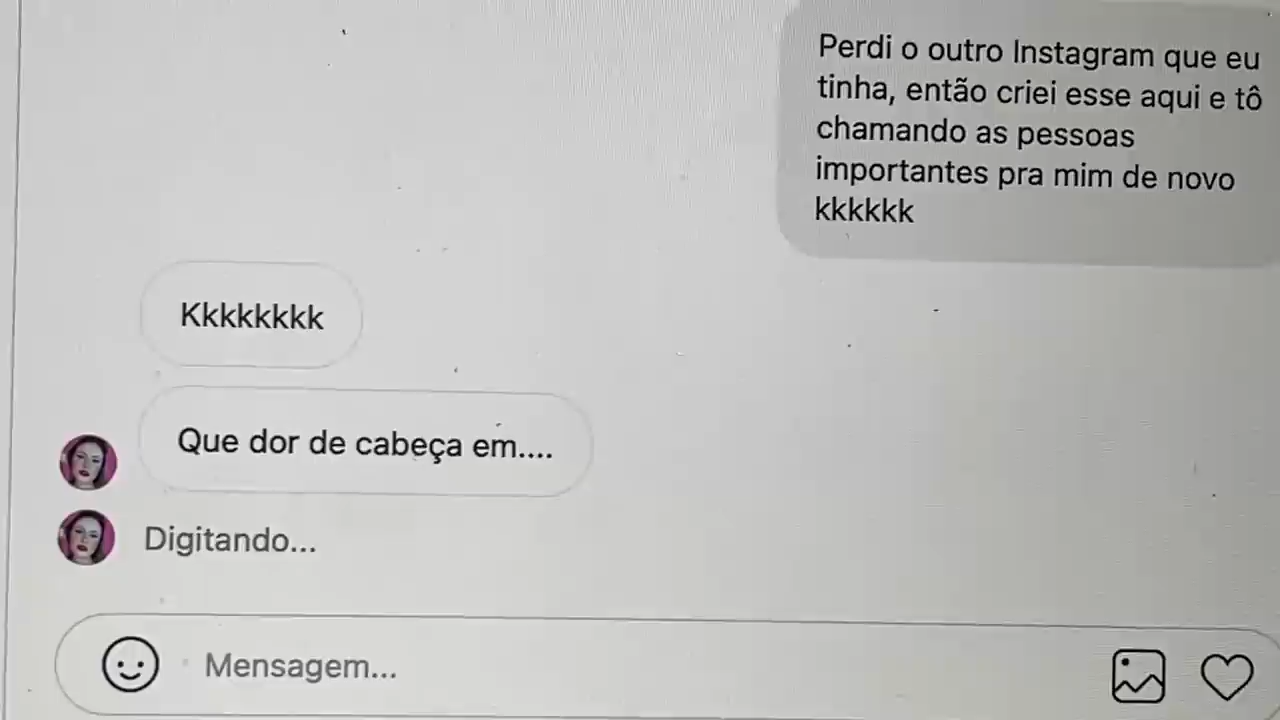 Perdi o outro Instagram que eu
tinha, então criei esse aqui e tô
chamando as pessoas
importantes pra mim de novo
kkkkkk
Kkkkkkkk
Que dor de cabeça em....
Digitando...
Mensagem...